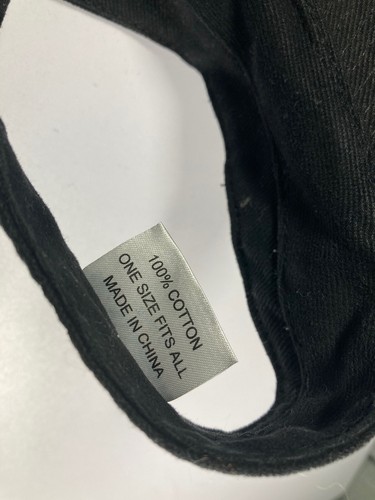 100% COTTON
ONE SIZE FITS ALL
MADE IN CHINA